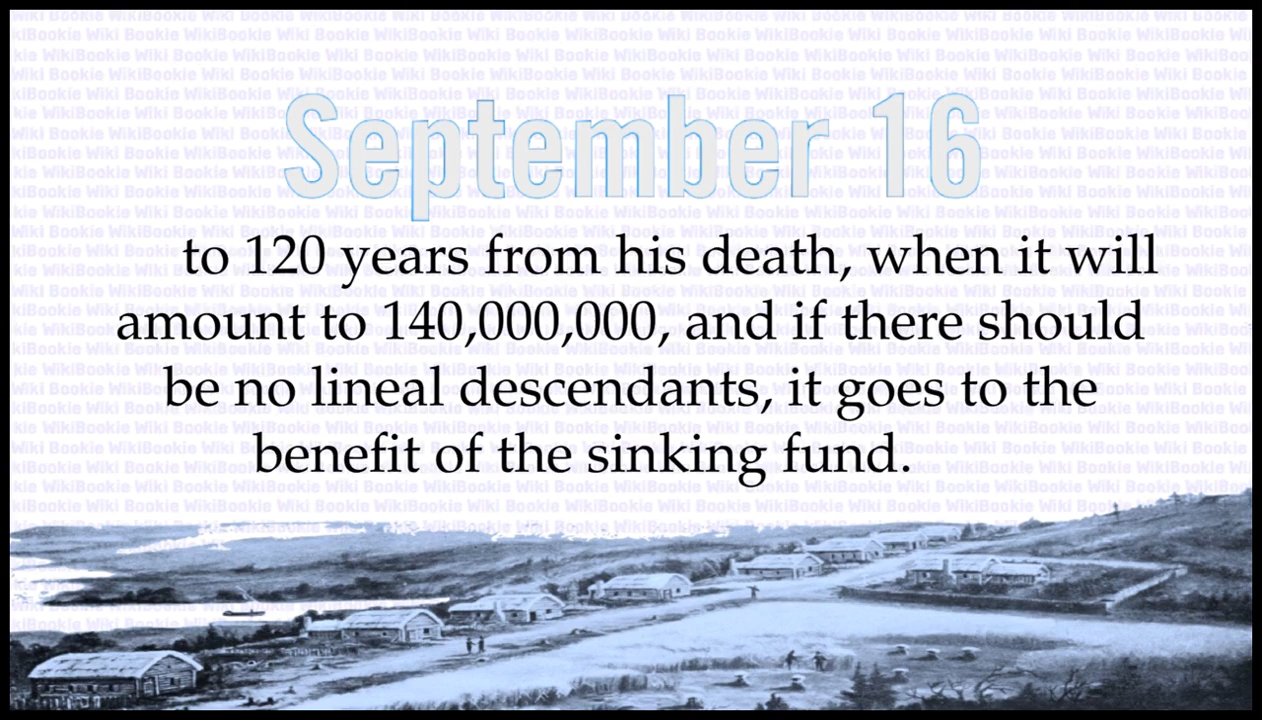 September 16
to 120 years from his death, when it will
amount to 140,000,000, and if there should
be no lineal descendants, it goes to the
benefit of the sinking fund.